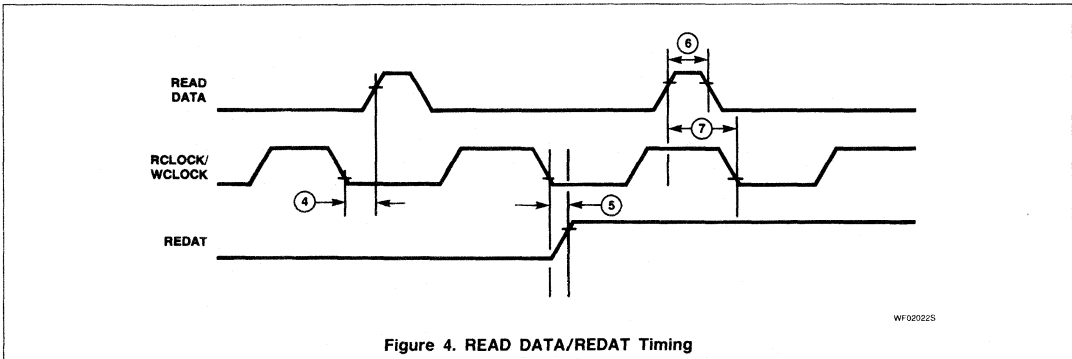 READ
DATA
6
7
RCLOCK/
WCLOCK
4
5
REDAT
WF02022S
Figure 4. READ DATA/REDAT Timing